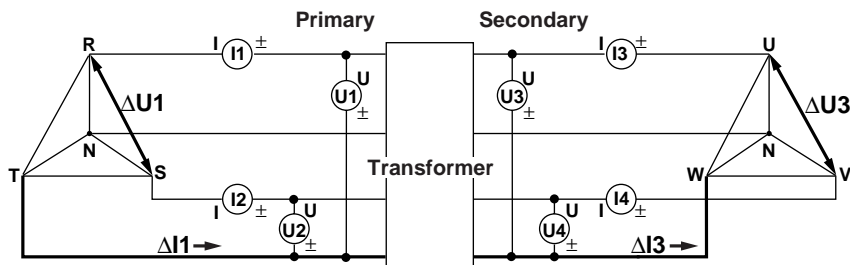 Primary Secondary
R I I1 ± I I3 ± U
U1 U ± U3 U ±
ΔU1 ΔU3
N N
T S Transformer W V
I I2 ± I I4 ±
U2 U ± U4 U ±
ΔI1 → ΔI3 →